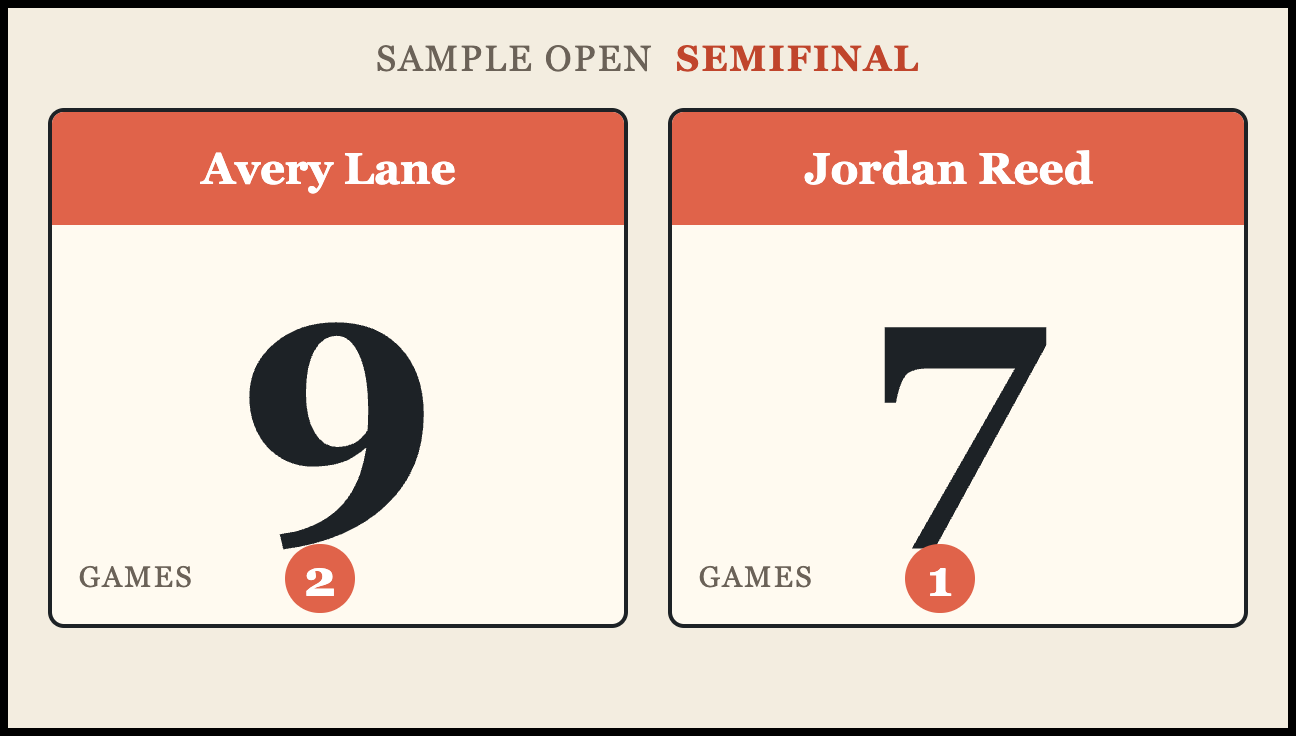 SAMPLE OPEN SEMIFINAL
Avery Lane
9
GAMES 2
Jordan Reed
7
GAMES 1